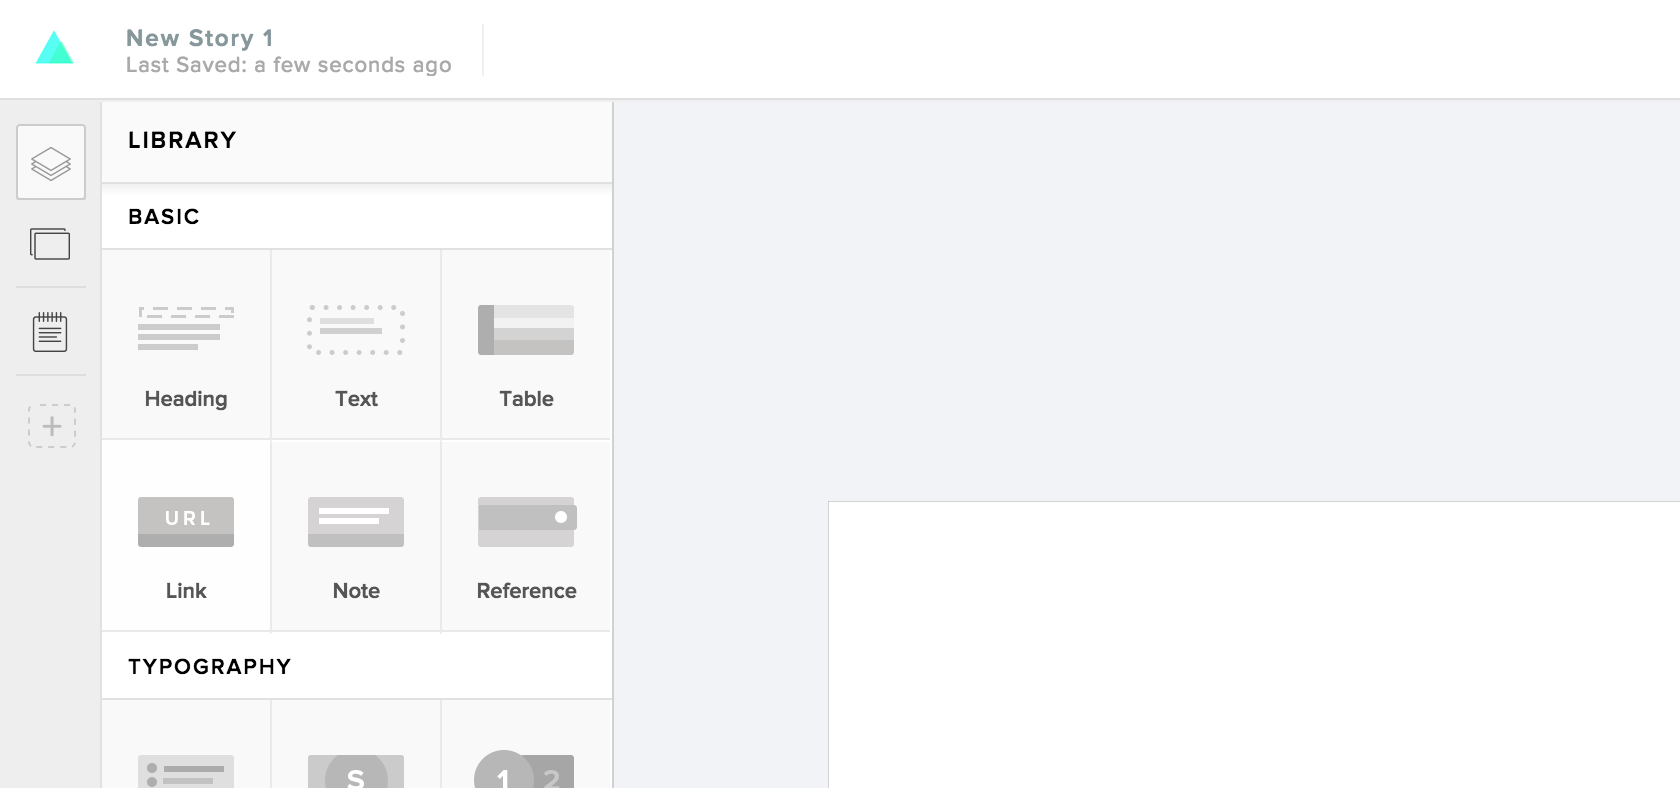 New Story 1
Last Saved: a few seconds ago
LIBRARY
BASIC
Heading
Text
Table
URL
Link
Note
Reference
TYPOGRAPHY
S
1 2